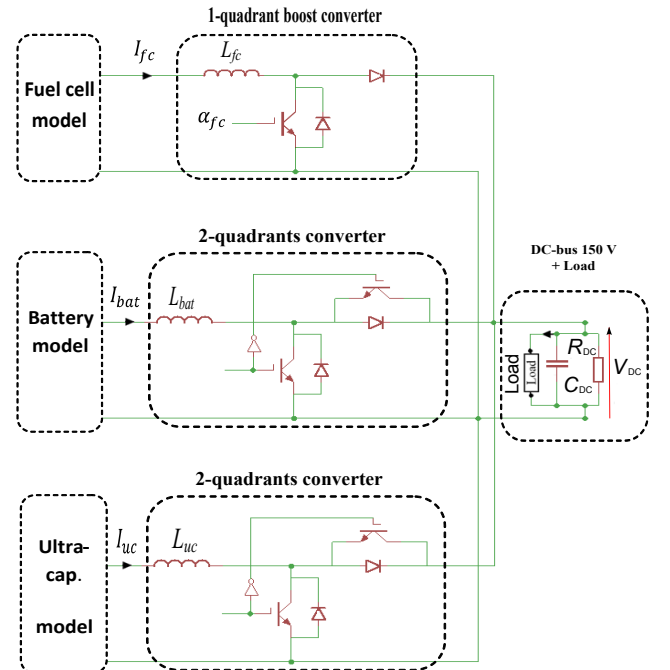 1-quadrant boost converter
Fuel cell
model
I_fc
L_fc
α_fc
2-quadrants converter
Battery
model
I_bat
L_bat
DC-bus 150 V
+ Load
Load
Load
R_DC
C_DC
V_DC
2-quadrants converter
Ultra-
cap.
model
I_uc
L_uc